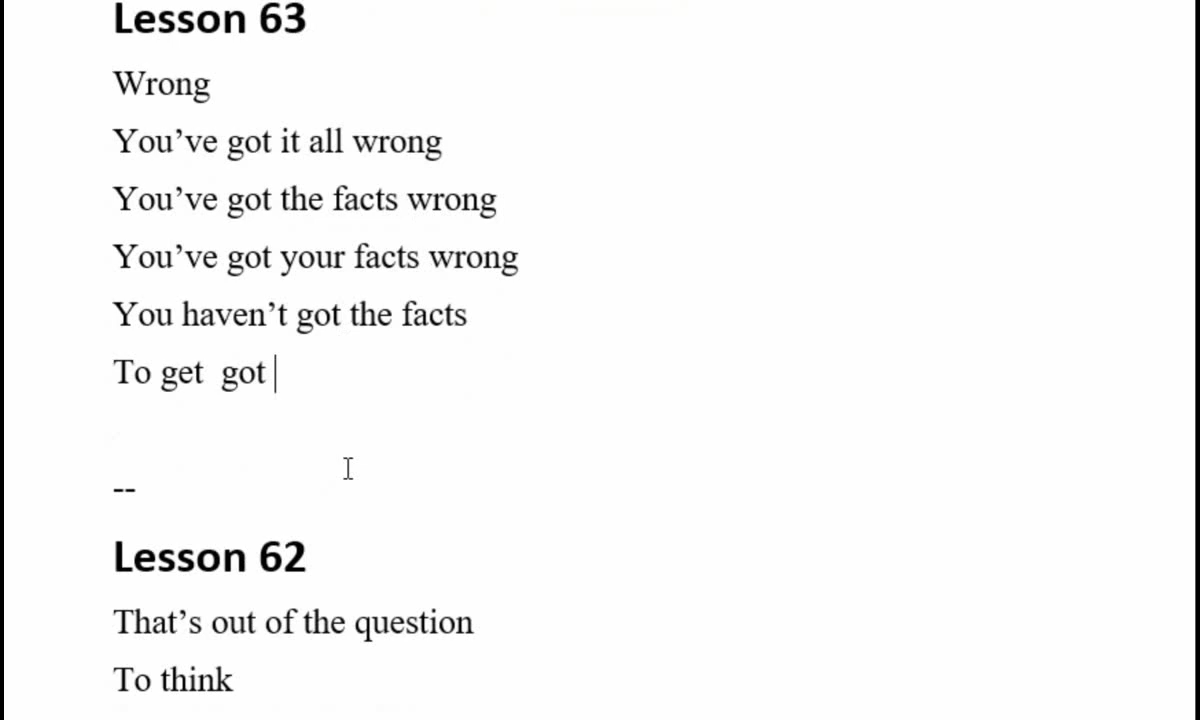 Lesson 63
Wrong
You’ve got it all wrong
You’ve got the facts wrong
You’ve got your facts wrong
You haven’t got the facts
To get  got
--
Lesson 62
That’s out of the question
To think